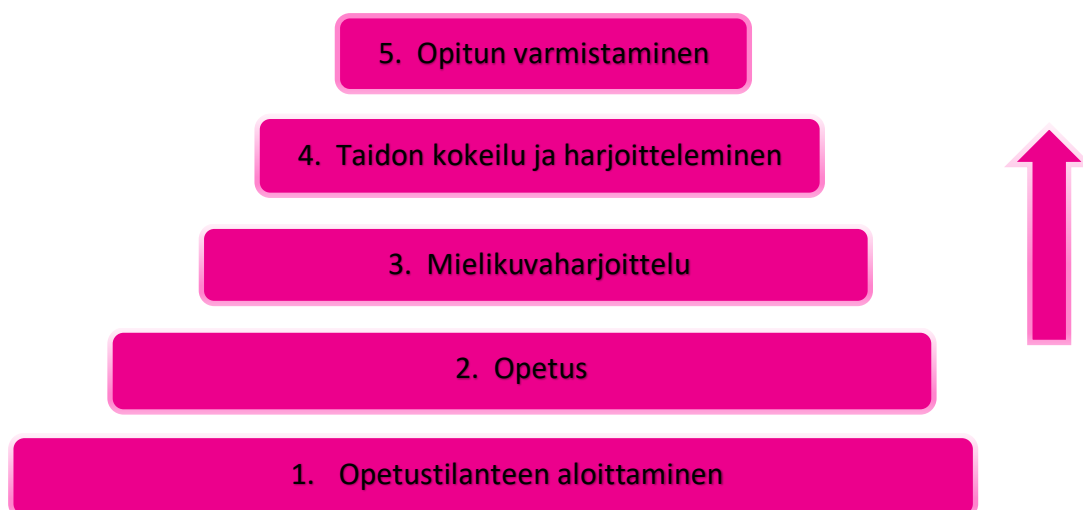 5. Opitun varmistaminen
4. Taidon kokeilu ja harjoitteleminen
3. Mielikuvaharjoittelu
2. Opetus
1. Opetustilanteen aloittaminen